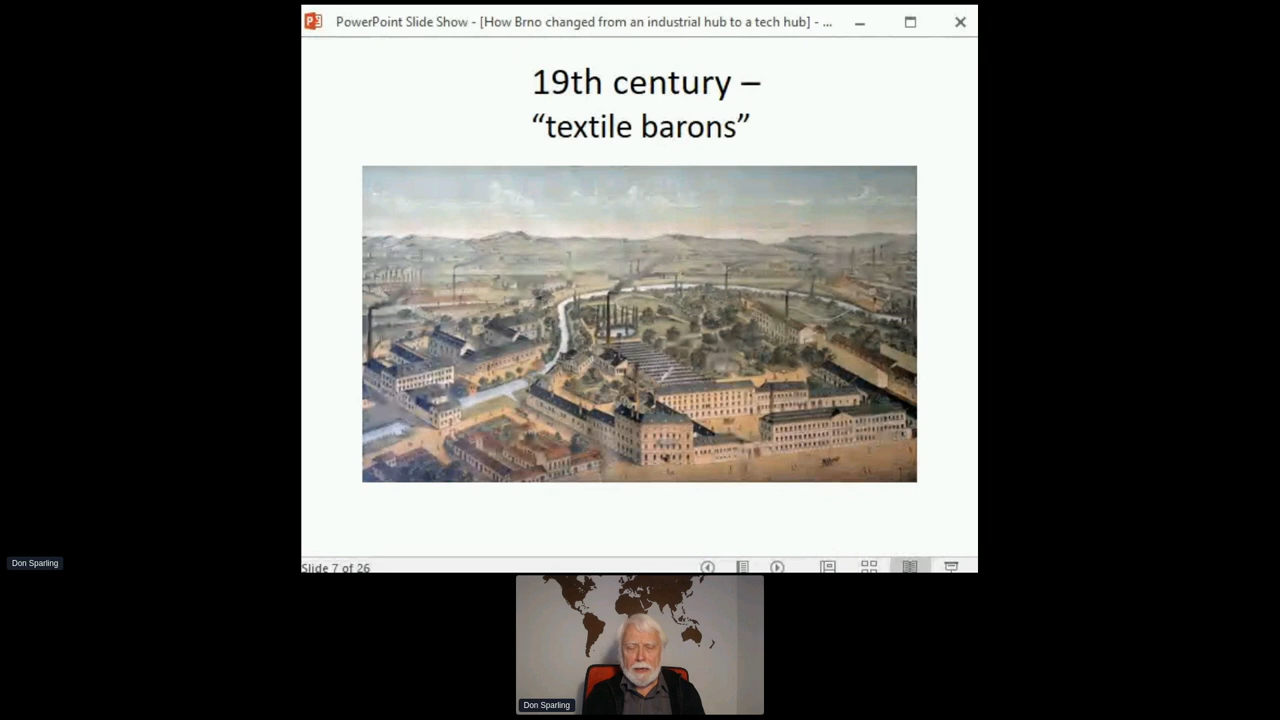 PowerPoint Slide Show - [How Brno changed from an industrial hub to a tech hub] - ...
19th century –
“textile barons”
Don Sparling
Slide 7 of 26
Don Sparling